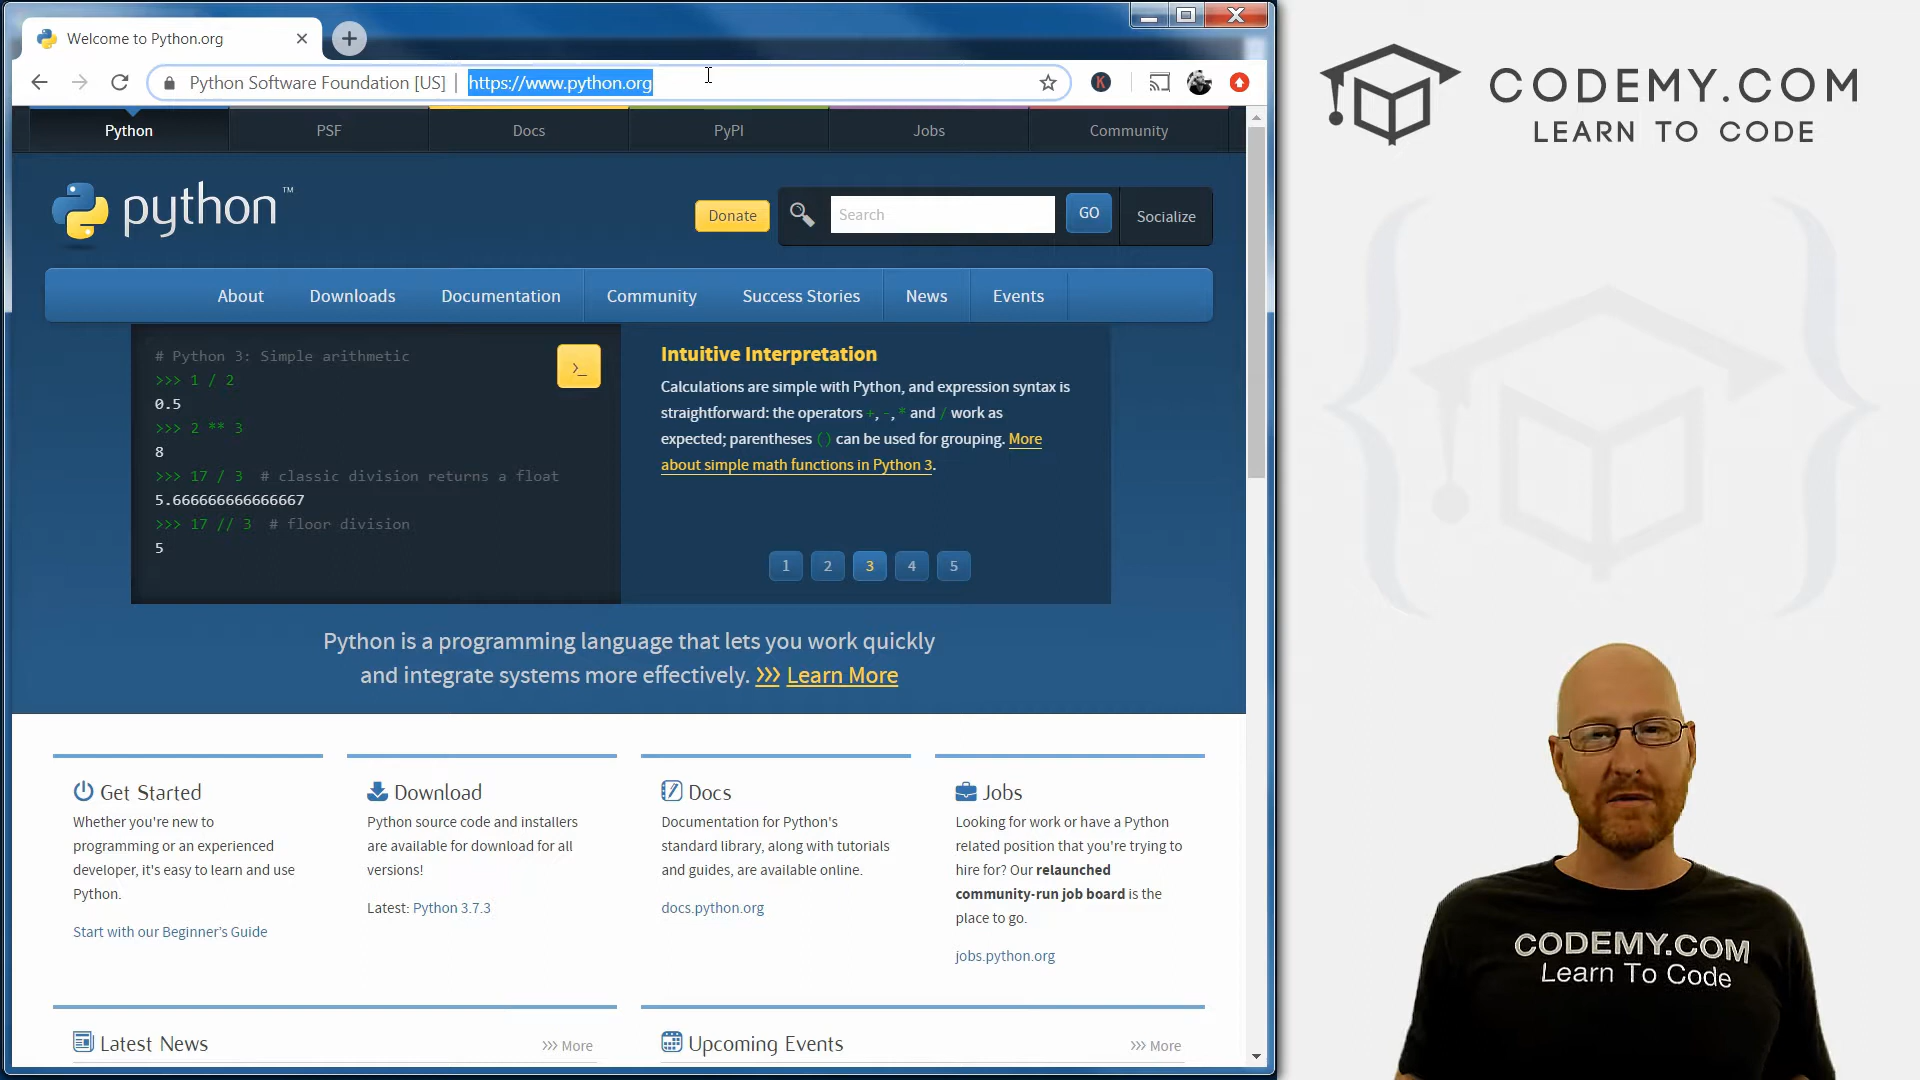 Welcome to Python.org
Python Software Foundation [US] | https://www.python.org
K
Python PSF Docs PyPI Jobs Community
python™
Donate Search GO Socialize
About Downloads Documentation Community Success Stories News Events
# Python 3: Simple arithmetic
>>> 1 / 2
0.5
>>> 2 ** 3
8
>>> 17 / 3 # classic division returns a float
5.666666666666667
>>> 17 // 3 # floor division
5
>_
Intuitive Interpretation
Calculations are simple with Python, and expression syntax is
straightforward: the operators +, -, * and / work as
expected; parentheses () can be used for grouping. More
about simple math functions in Python 3.
1 2 3 4 5
Python is a programming language that lets you work quickly
and integrate systems more effectively. >>> Learn More
Get Started
Whether you're new to
programming or an experienced
developer, it's easy to learn and use
Python.
Start with our Beginner's Guide
Download
Python source code and installers
are available for download for all
versions!
Latest: Python 3.7.3
Docs
Documentation for Python's
standard library, along with tutorials
and guides, are available online.
docs.python.org
Jobs
Looking for work or have a Python
related position that you're trying to
hire for? Our relaunched
community-run job board is the
place to go.
jobs.python.org
Latest News >>> More
Upcoming Events >>> More
CODEMY.COM
LEARN TO CODE
CODEMY.COM
Learn To Code